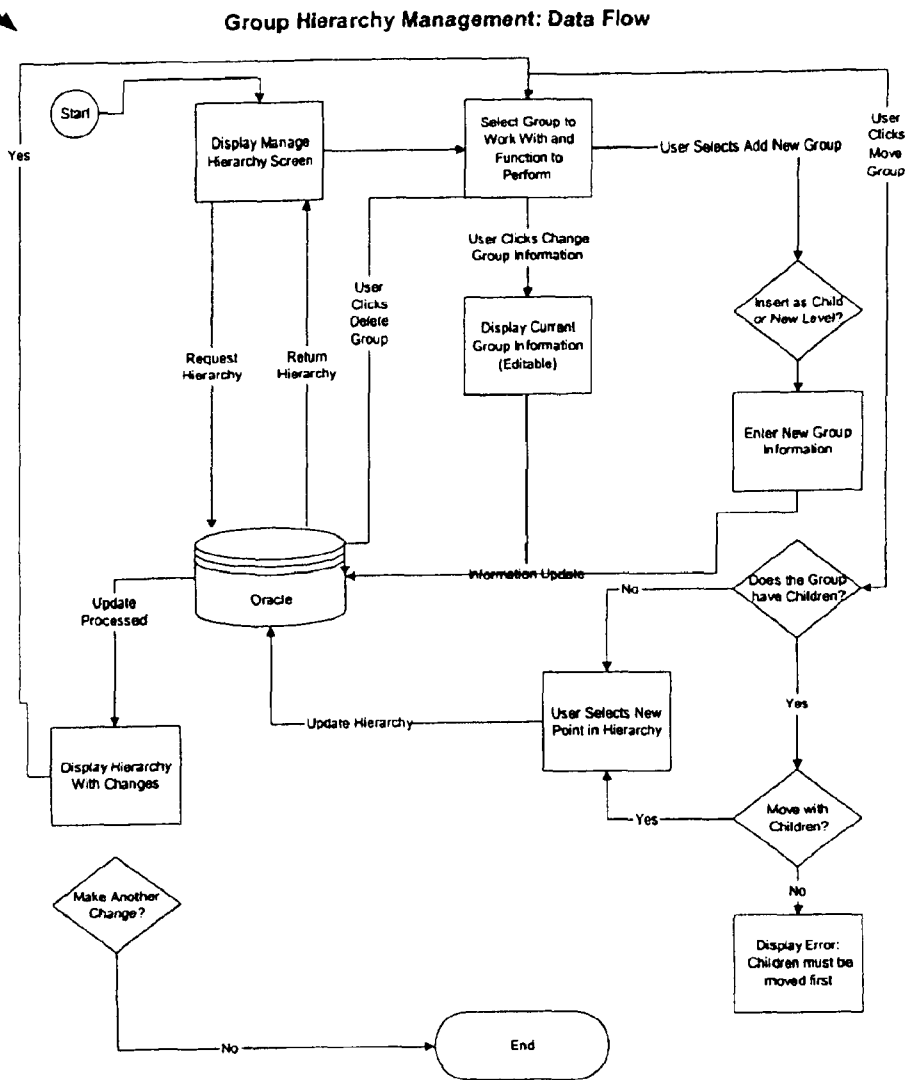 Group Hierarchy Management: Data Flow
Start
Display Manage
Hierarchy Screen
Select Group to
Work With and
Function to
Perform
User Selects Add New Group
User
Clicks
Move
Group
Yes
User Clicks Change
Group Information
User
Clicks
Delete
Group
Insert as Child
or New Level?
Display Current
Group Information
(Editable)
Request
Hierarchy
Return
Hierarchy
Enter New Group
Information
Oracle
Information Update
Does the Group
have Children?
No
Update
Processed
Yes
User Selects New
Point in Hierarchy
Update Hierarchy
Display Hierarchy
With Changes
Move with
Children?
Yes
No
Make Another
Change?
Display Error:
Children must be
moved first
No
End